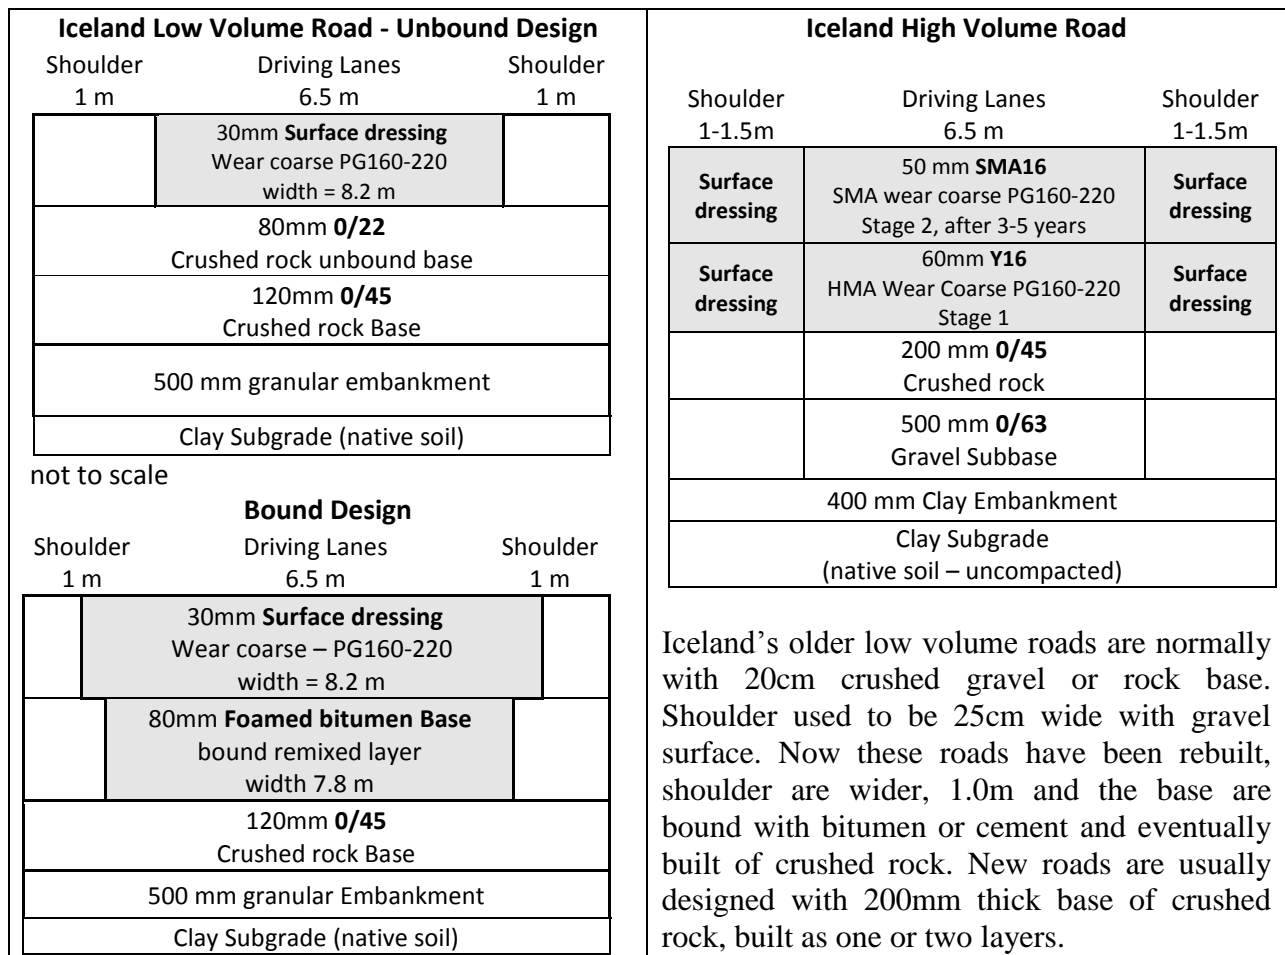 Iceland Low Volume Road - Unbound Design
Shoulder Driving Lanes Shoulder
1 m 6.5 m 1 m
30mm Surface dressing
Wear coarse PG160-220
width = 8.2 m
80mm 0/22
Crushed rock unbound base
120mm 0/45
Crushed rock Base
500 mm granular embankment
Clay Subgrade (native soil)
not to scale
Bound Design
Shoulder Driving Lanes Shoulder
1 m 6.5 m 1 m
30mm Surface dressing
Wear coarse – PG160-220
width = 8.2 m
80mm Foamed bitumen Base
bound remixed layer
width 7.8 m
120mm 0/45
Crushed rock Base
500 mm granular Embankment
Clay Subgrade (native soil)
Iceland High Volume Road
Shoulder Driving Lanes Shoulder
1-1.5m 6.5 m 1-1.5m
Surface
dressing
50 mm SMA16
SMA wear coarse PG160-220
Stage 2, after 3-5 years
Surface
dressing
Surface
dressing
60mm Y16
HMA Wear Coarse PG160-220
Stage 1
Surface
dressing
200 mm 0/45
Crushed rock
500 mm 0/63
Gravel Subbase
400 mm Clay Embankment
Clay Subgrade
(native soil – uncompacted)
Iceland’s older low volume roads are normally
with 20cm crushed gravel or rock base.
Shoulder used to be 25cm wide with gravel
surface. Now these roads have been rebuilt,
shoulder are wider, 1.0m and the base are
bound with bitumen or cement and eventually
built of crushed rock. New roads are usually
designed with 200mm thick base of crushed
rock, built as one or two layers.